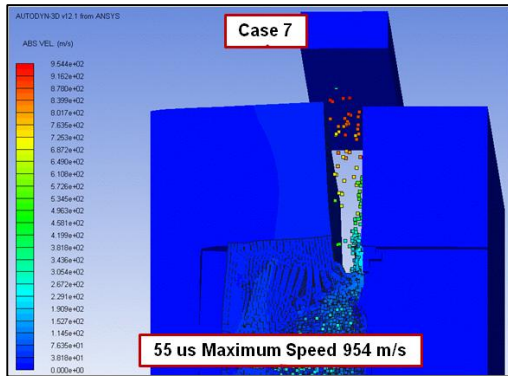 AUTODYN-3D v12.1 from ANSYS
Case 7
ABS.VEL. (m/s)
9.544e+02
9.162e+02
8.780e+02
8.399e+02
8.017e+02
7.635e+02
7.253e+02
6.872e+02
6.490e+02
6.108e+02
5.726e+02
5.345e+02
4.963e+02
4.581e+02
4.199e+02
3.818e+02
3.436e+02
3.054e+02
2.672e+02
2.291e+02
1.909e+02
1.527e+02
1.145e+02
7.635e+01
3.818e+01
0.000e+00
55 us Maximum Speed 954 m/s